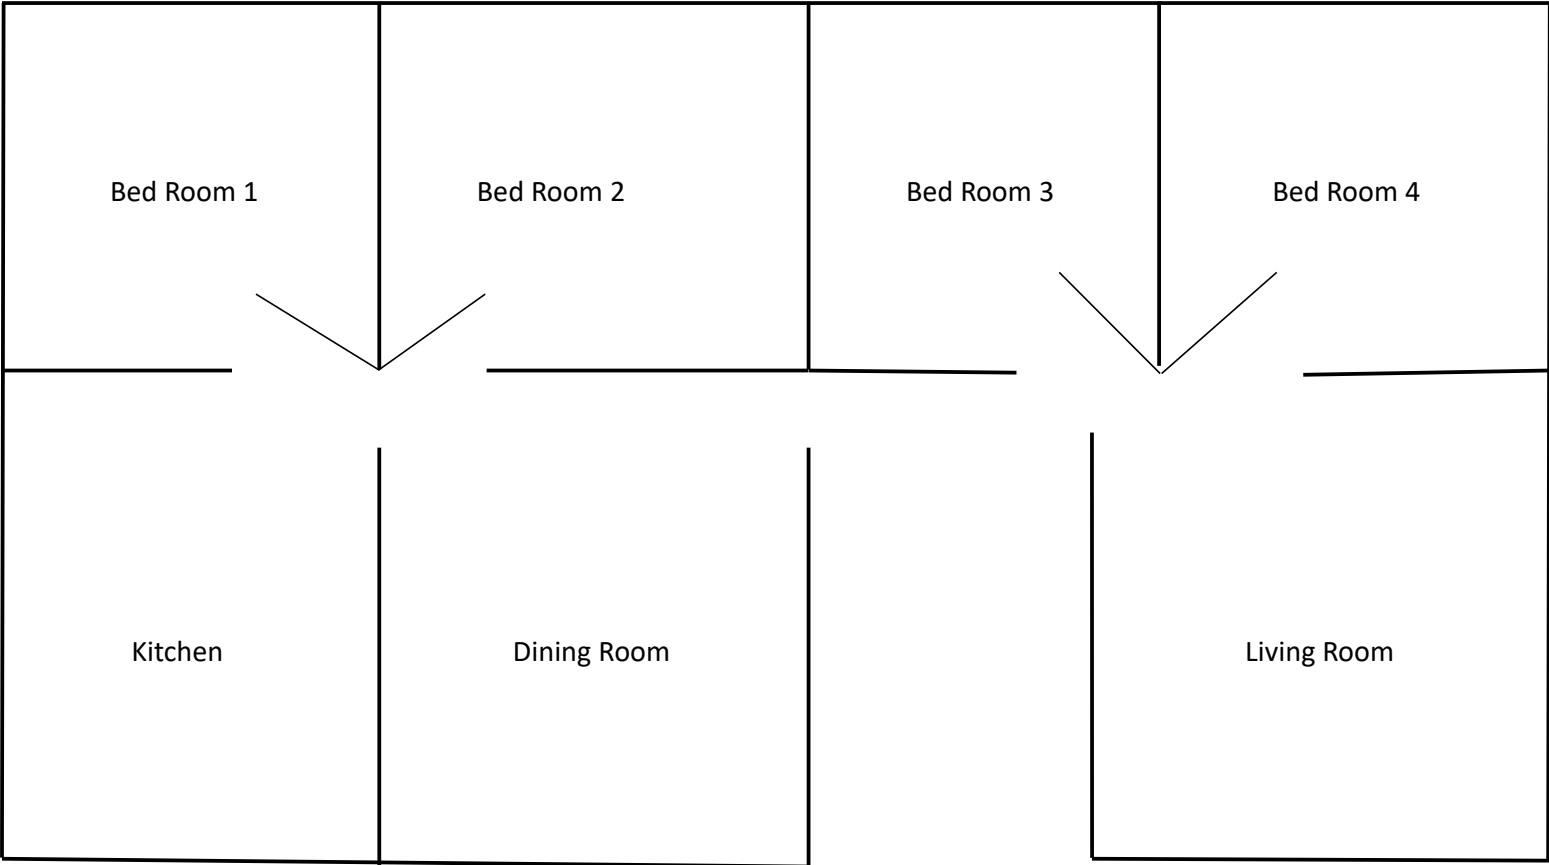 Bed Room 1
Bed Room 2
Bed Room 3
Bed Room 4
Kitchen
Dining Room
Living Room